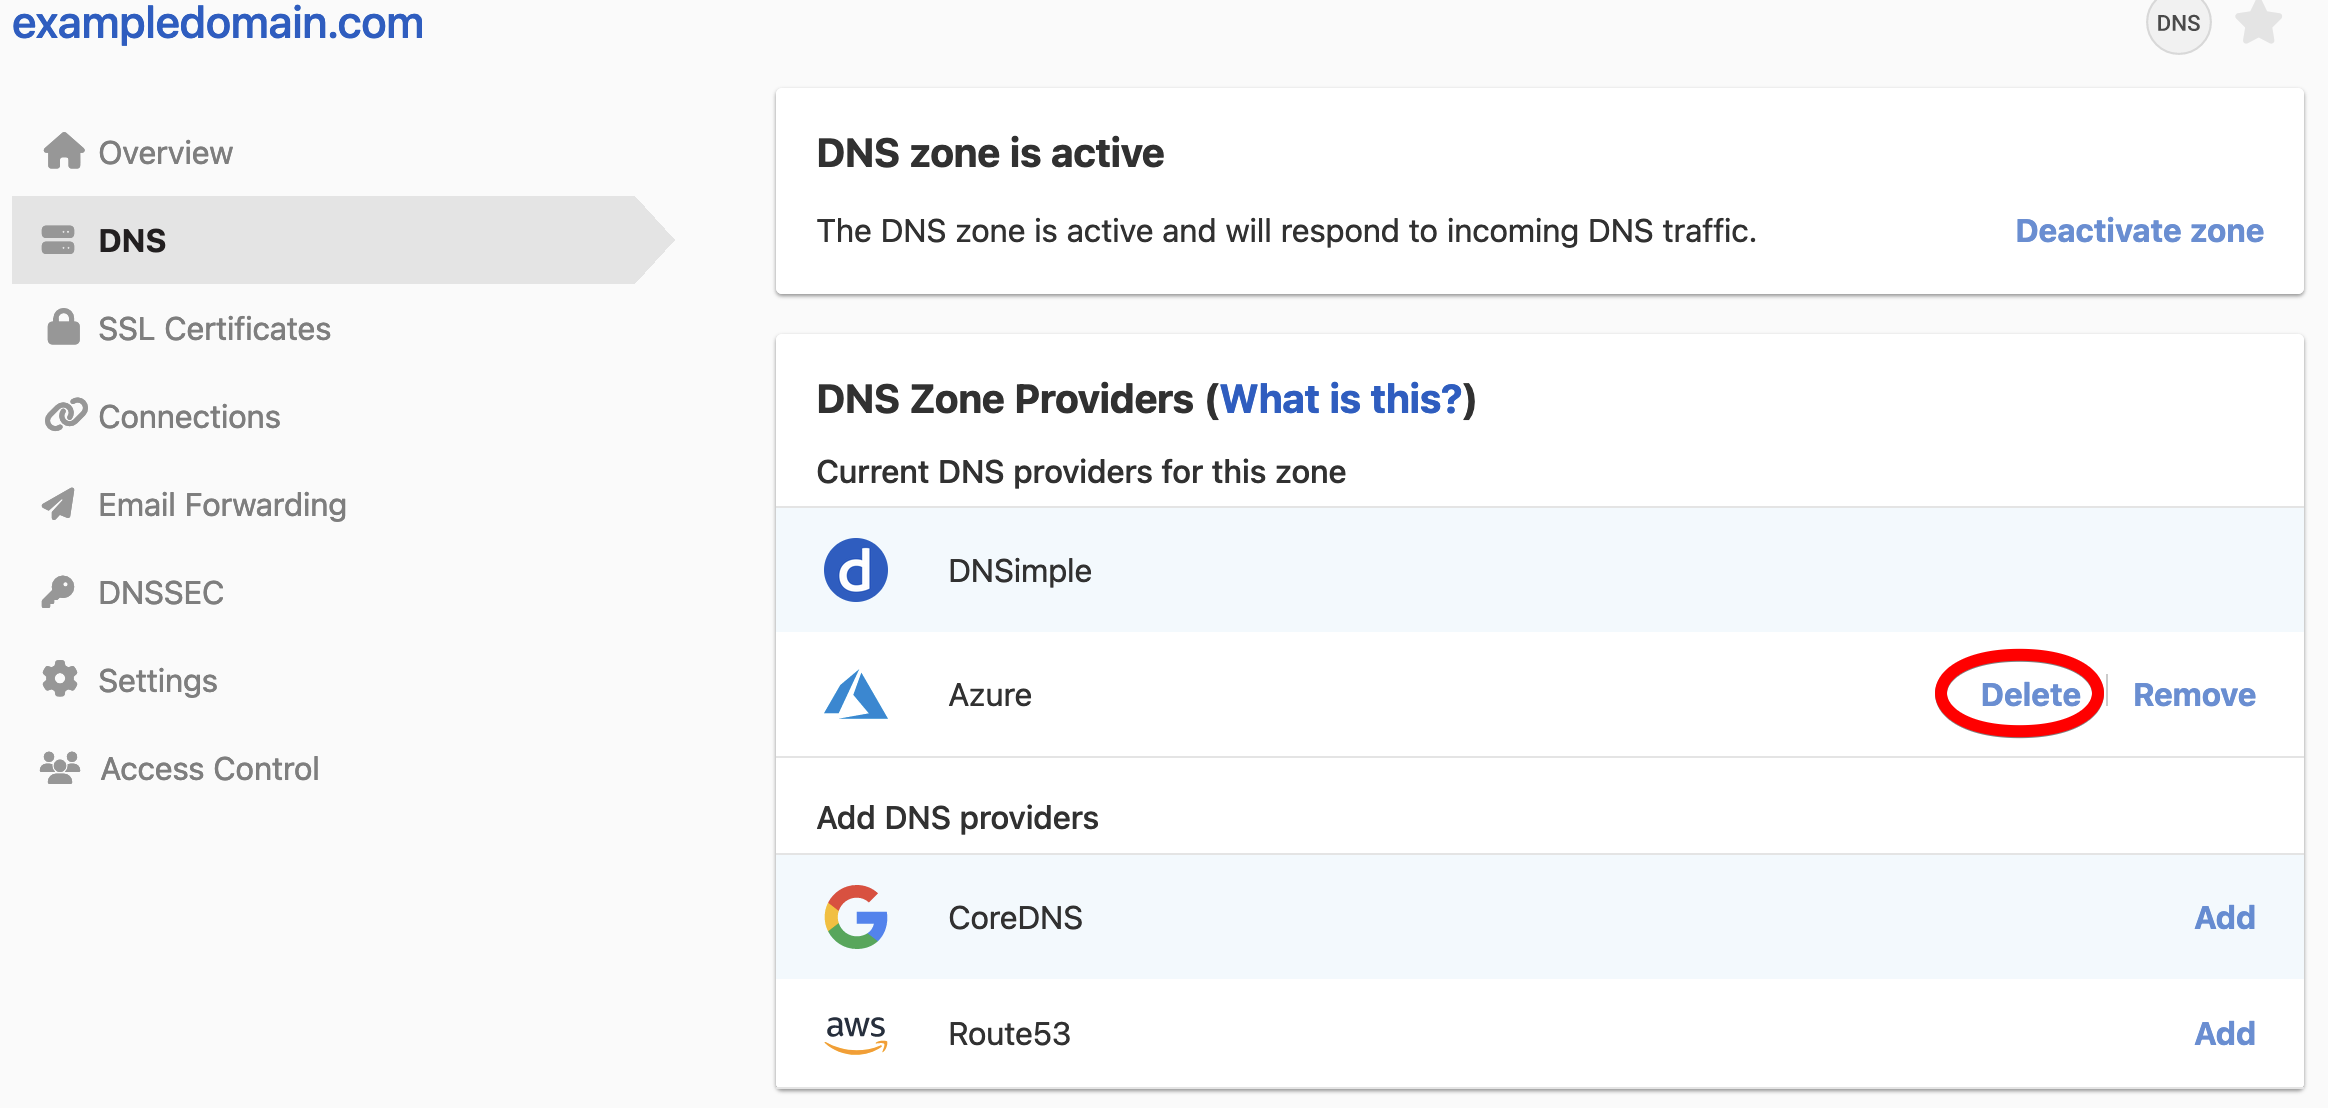 exampledomain.com
DNS
Overview
DNS
SSL Certificates
Connections
Email Forwarding
DNSSEC
Settings
Access Control
DNS zone is active
The DNS zone is active and will respond to incoming DNS traffic.
Deactivate zone
DNS Zone Providers (What is this?)
Current DNS providers for this zone
d
DNSimple
Azure
Delete
Remove
Add DNS providers
G
CoreDNS
Add
aws
Route53
Add